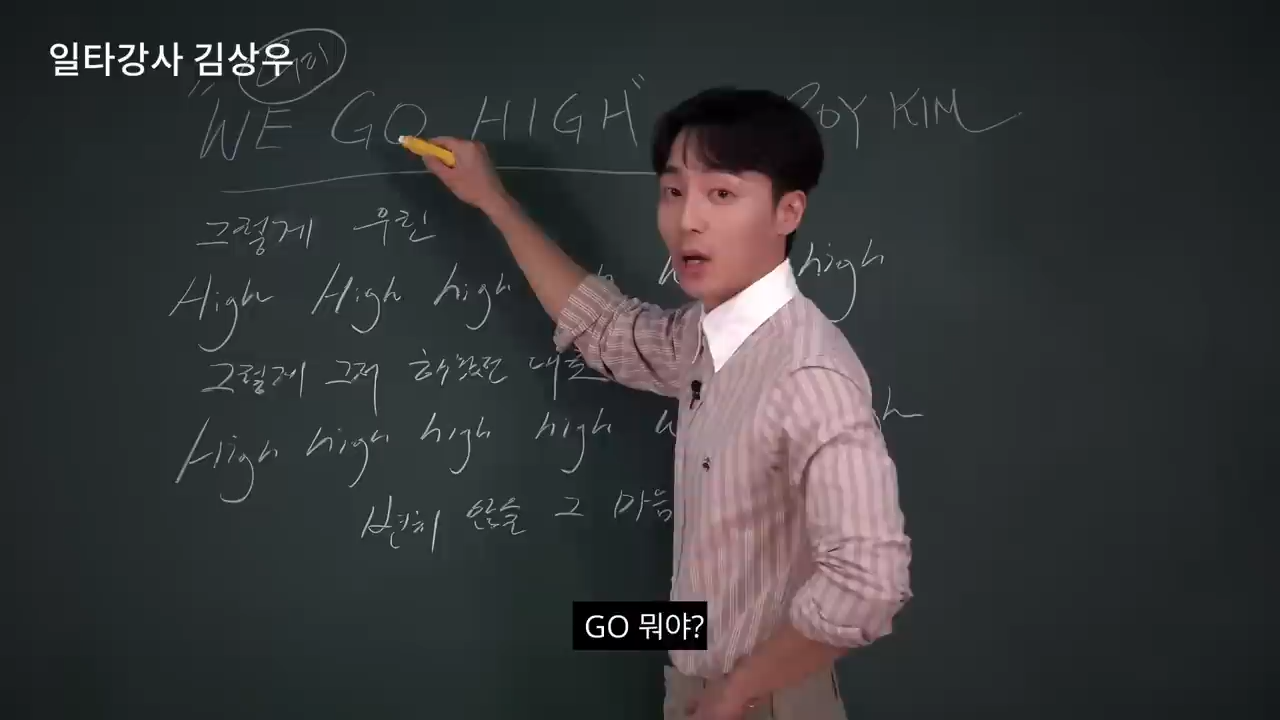 일타강사 김상우
"WE GO HIGH" ROY KIM
그렇게 우린
High High high high
그렇게 그저 해왔던 대로
High high high high
변치 않을 그 마음
GO 뭐야?